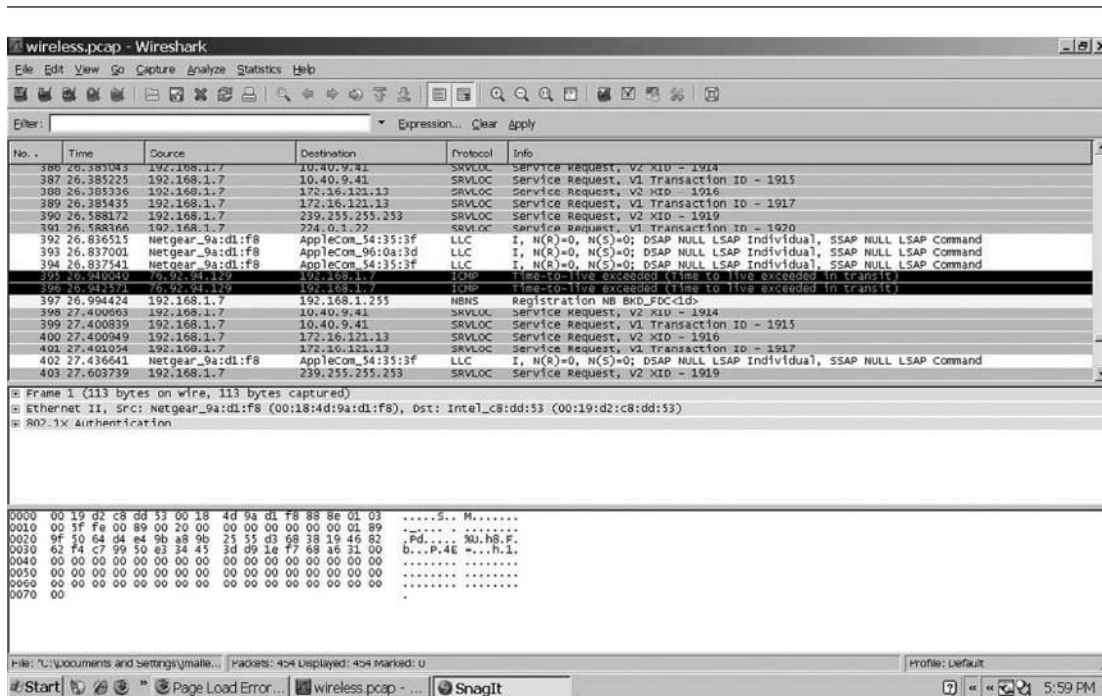 wireless.pcap - Wireshark
File Edit View Go Capture Analyze Statistics Help
Filter: Expression... Clear Apply
No. . Time Source Destination Protocol Info
386 26.385043 192.168.1.7 10.40.9.41 SRVLOC Service Request, V2 XID - 1914
387 26.385225 192.168.1.7 10.40.9.41 SRVLOC Service Request, V1 Transaction ID - 1915
388 26.385336 192.168.1.7 172.16.121.13 SRVLOC Service Request, V2 XID - 1916
389 26.385435 192.168.1.7 172.16.121.13 SRVLOC Service Request, V1 Transaction ID - 1917
390 26.588172 192.168.1.7 239.255.255.253 SRVLOC Service Request, V2 XID - 1919
391 26.588366 192.168.1.7 224.0.1.22 SRVLOC Service Request, V1 Transaction ID - 1920
392 26.836515 Netgear_9a:d1:f8 AppleCom_54:35:3f LLC I, N(R)=0, N(S)=0; DSAP NULL LSAP Individual, SSAP NULL LSAP Command
393 26.837001 Netgear_9a:d1:f8 AppleCom_96:0a:3d LLC I, N(R)=0, N(S)=0; DSAP NULL LSAP Individual, SSAP NULL LSAP Command
394 26.837541 Netgear_9a:d1:f8 AppleCom_54:35:3f LLC I, N(R)=0, N(S)=0; DSAP NULL LSAP Individual, SSAP NULL LSAP Command
395 26.940040 76.92.94.129 192.168.1.7 ICMP Time-to-live exceeded (Time to live exceeded in transit)
396 26.942571 76.92.94.129 192.168.1.7 ICMP Time-to-live exceeded (Time to live exceeded in transit)
397 26.994424 192.168.1.7 192.168.1.255 NBNS Registration NB BKD_FDC<1d>
398 27.400663 192.168.1.7 10.40.9.41 SRVLOC Service Request, V2 XID - 1914
399 27.400839 192.168.1.7 10.40.9.41 SRVLOC Service Request, V1 Transaction ID - 1915
400 27.400949 192.168.1.7 172.16.121.13 SRVLOC Service Request, V2 XID - 1916
401 27.401054 192.168.1.7 172.16.121.13 SRVLOC Service Request, V1 Transaction ID - 1917
402 27.436641 Netgear_9a:d1:f8 AppleCom_54:35:3f LLC I, N(R)=0, N(S)=0; DSAP NULL LSAP Individual, SSAP NULL LSAP Command
403 27.603739 192.168.1.7 239.255.255.253 SRVLOC Service Request, V2 XID - 1919
Frame 1 (113 bytes on wire, 113 bytes captured)
Ethernet II, Src: Netgear_9a:d1:f8 (00:18:4d:9a:d1:f8), Dst: Intel_c8:dd:53 (00:19:d2:c8:dd:53)
802.1X Authentication
0000 00 19 d2 c8 dd 53 00 18 4d 9a d1 f8 88 8e 01 03 .....S.. M.......
0010 00 5f fe 00 89 00 20 00 00 00 00 00 00 00 01 89 ._.... . ........
0020 9f 50 64 d4 e4 9b a8 9b 25 55 d3 68 38 19 46 82 .Pd..... %U.h8.F.
0030 62 f4 c7 99 50 e3 34 45 3d d9 1e f7 68 a6 31 00 b...P.4E =...h.1.
0040 00 00 00 00 00 00 00 00 00 00 00 00 00 00 00 00 ........ ........
0050 00 00 00 00 00 00 00 00 00 00 00 00 00 00 00 00 ........ ........
0060 00 00 00 00 00 00 00 00 00 00 00 00 00 00 00 00 ........ ........
0070 00 .
File: "C:\Documents and Settings\jmalle... Packets: 454 Displayed: 454 Marked: 0 Profile: Default
Start Page Load Error... wireless.pcap - ... SnagIt 5:59 PM